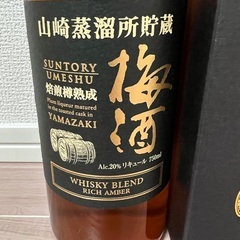 山崎蒸溜所貯蔵
SUNTORY
UMESHU
焙煎樽熟成
Plum liqueur matured
in the toasted cask in
YAMAZAKI
梅酒
Alc.20% リキュール 750ml
WHISKY BLEND
RICH AMBER